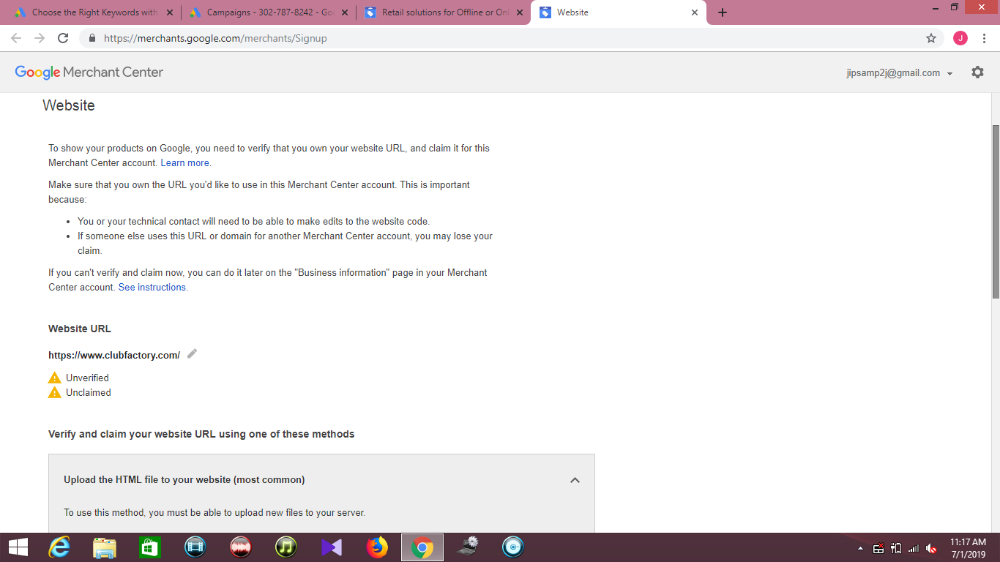 Choose the Right Keywords with
Campaigns - 302-787-8242 - Goo
Retail solutions for Offline or Onl
Website
https://merchants.google.com/merchants/Signup
J
Google Merchant Center
jipsamp2j@gmail.com
Website
To show your products on Google, you need to verify that you own your website URL, and claim it for this
Merchant Center account. Learn more.
Make sure that you own the URL you'd like to use in this Merchant Center account. This is important
because:
• You or your technical contact will need to be able to make edits to the website code.
• If someone else uses this URL or domain for another Merchant Center account, you may lose your
claim.
If you can't verify and claim now, you can do it later on the "Business information" page in your Merchant
Center account. See instructions.
Website URL
https://www.clubfactory.com/
Unverified
Unclaimed
Verify and claim your website URL using one of these methods
Upload the HTML file to your website (most common)
To use this method, you must be able to upload new files to your server.
11:17 AM
7/1/2019